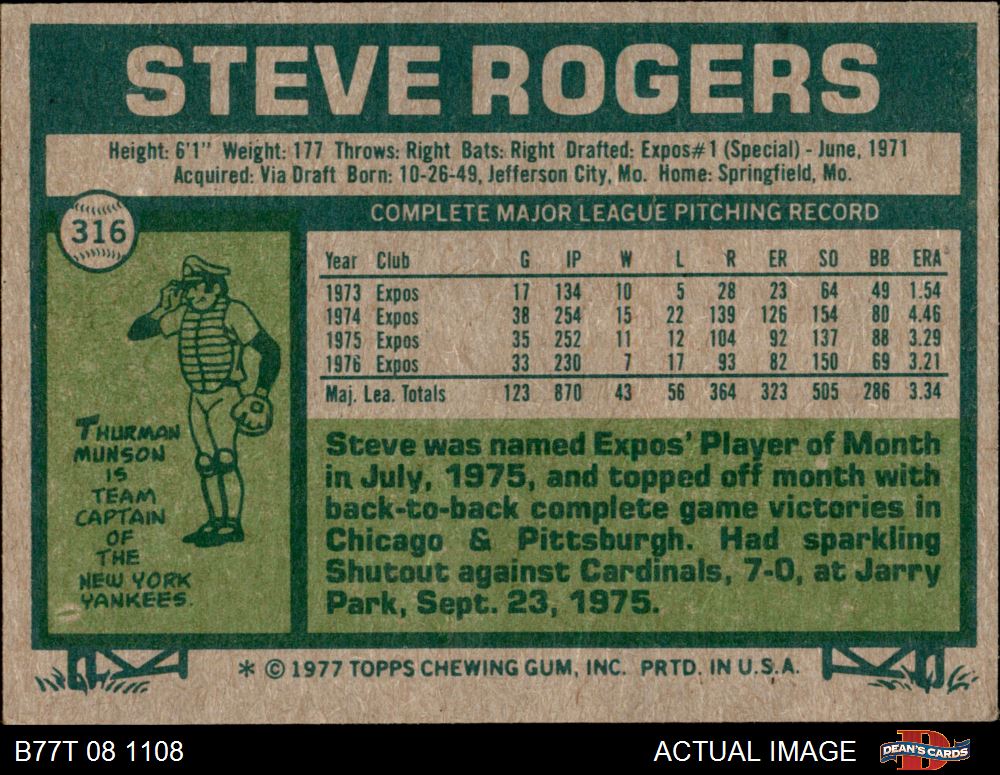 STEVE ROGERS
Height: 6'1" Weight: 177 Throws: Right Bats: Right Drafted: Expos#1 (Special) - June, 1971
Acquired: Via Draft Born: 10-26-49, Jefferson City, Mo. Home: Springfield, Mo.
316
COMPLETE MAJOR LEAGUE PITCHING RECORD
Year Club G IP W L R ER SO BB ERA
1973 Expos 17 134 10 5 28 23 64 49 1.54
1974 Expos 38 254 15 22 139 126 154 80 4.46
1975 Expos 35 252 11 12 104 92 137 88 3.29
1976 Expos 33 230 7 17 93 82 150 69 3.21
Maj. Lea. Totals 123 870 43 56 364 323 505 286 3.34
THURMAN
MUNSON
IS
TEAM
CAPTAIN
OF
THE
NEW YORK
YANKEES.
Steve was named Expos' Player of Month
in July, 1975, and topped off month with
back-to-back complete game victories in
Chicago & Pittsburgh. Had sparkling
Shutout against Cardinals, 7-0, at Jarry
Park, Sept. 23, 1975.
* © 1977 TOPPS CHEWING GUM, INC. PRTD. IN U.S.A.
B77T 08 1108
ACTUAL IMAGE
D
DEAN'S CARDS